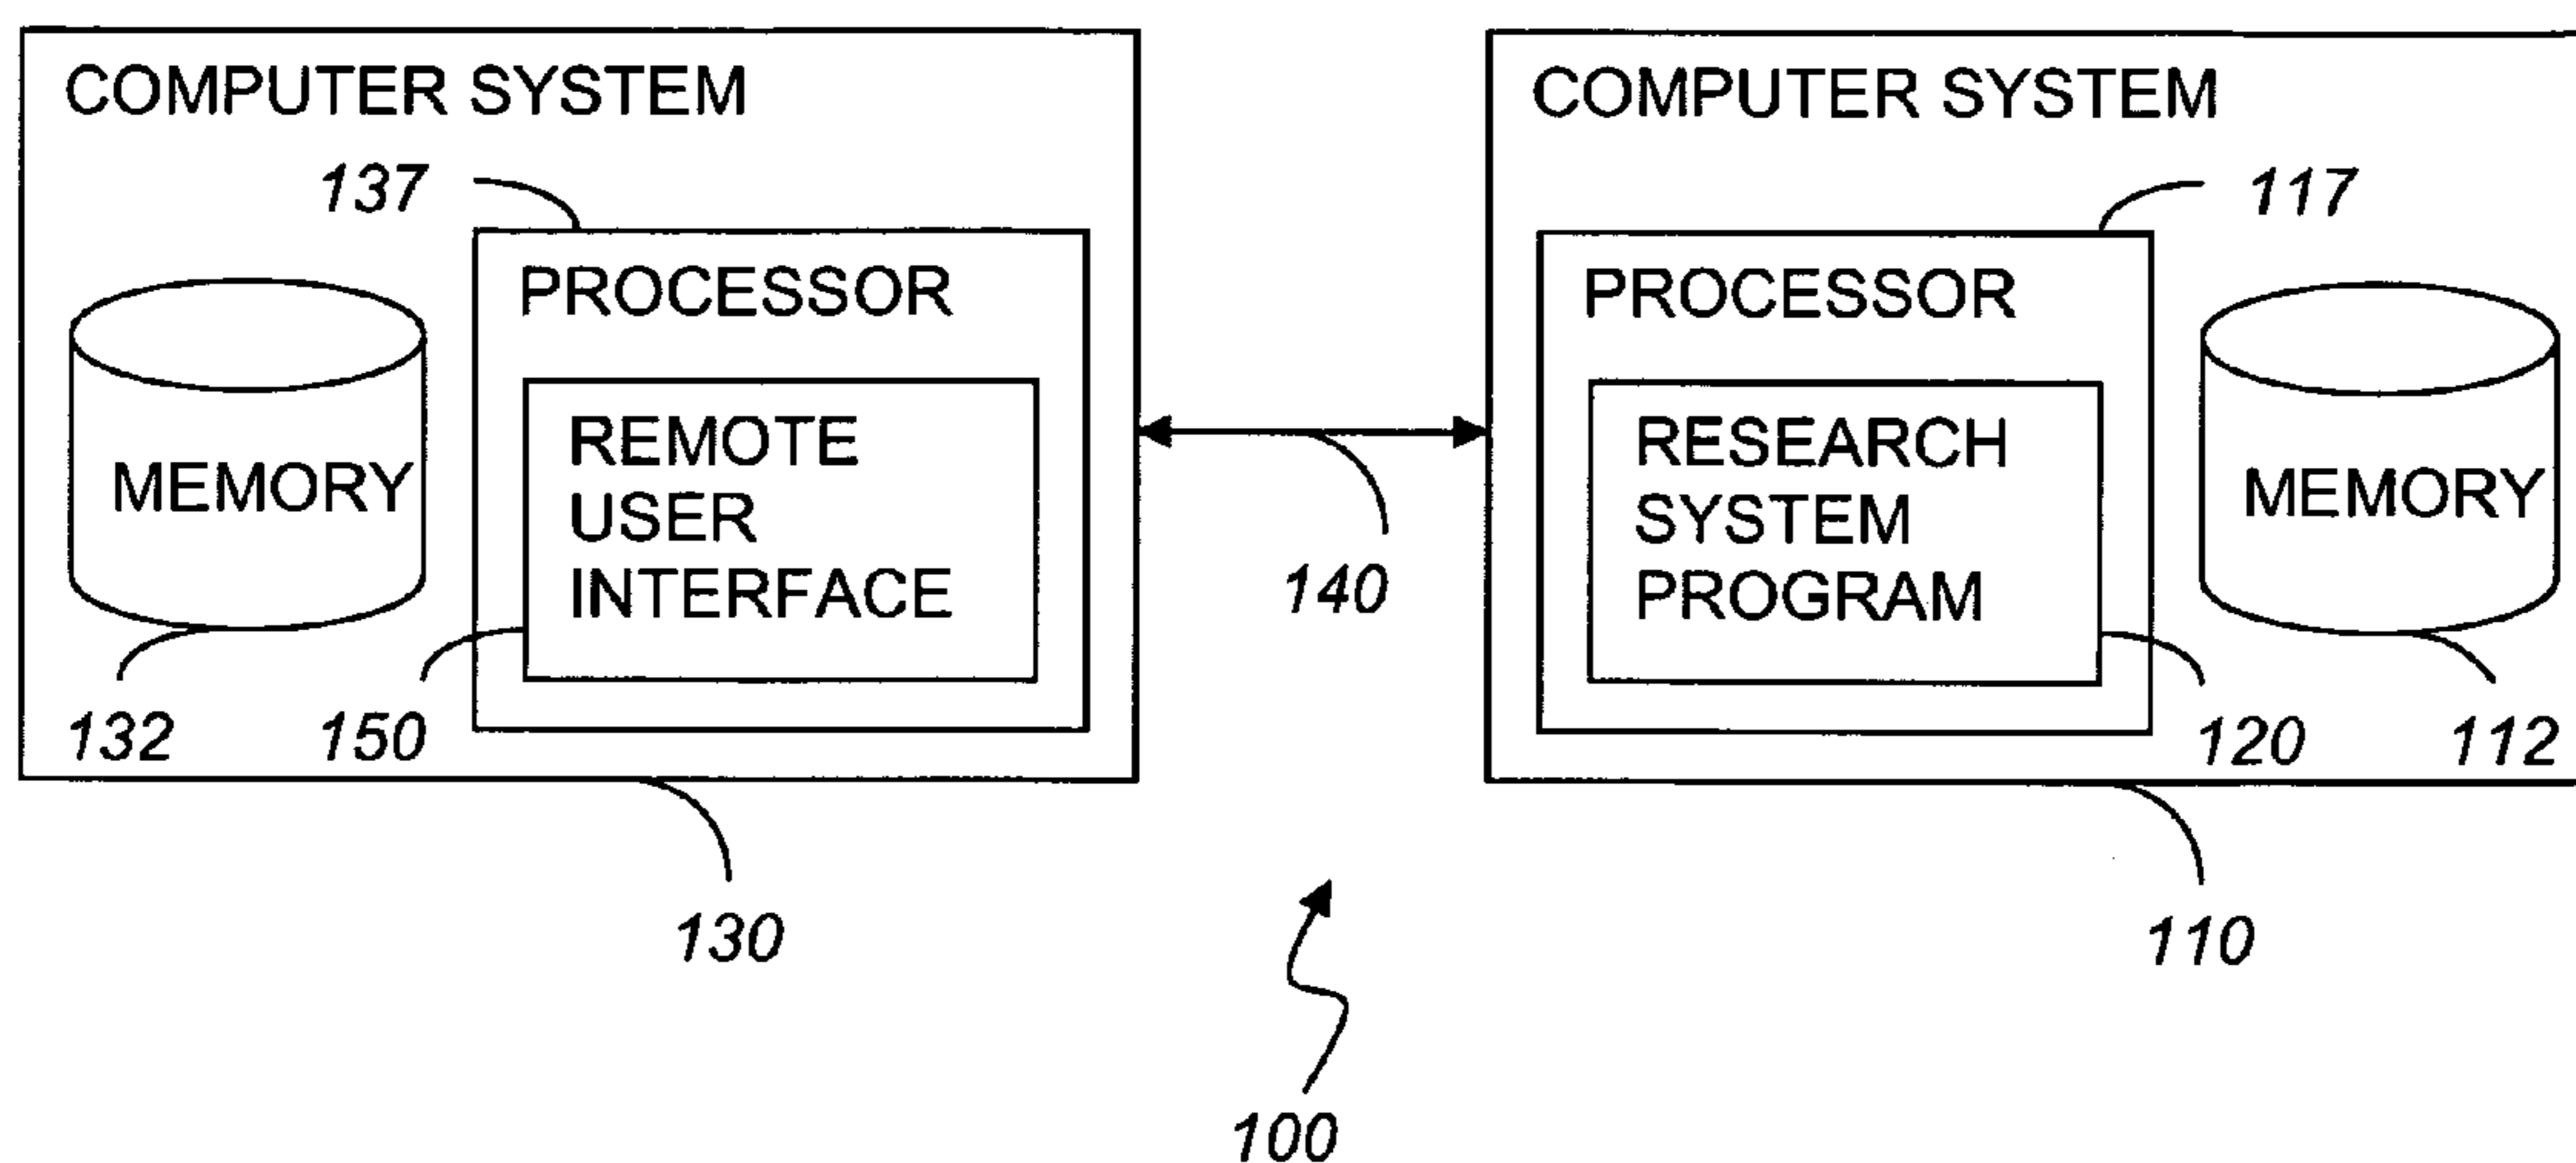 COMPUTER SYSTEM
137
PROCESSOR
MEMORY
REMOTE
USER
INTERFACE
132
150
130
140
COMPUTER SYSTEM
117
PROCESSOR
RESEARCH
SYSTEM
PROGRAM
MEMORY
120
112
110
100